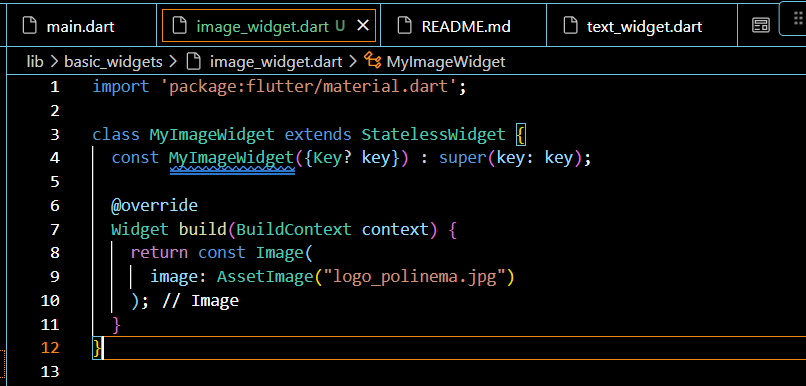 main.dart image_widget.dart U × README.md text_widget.dart
lib > basic_widgets > image_widget.dart > MyImageWidget
1 import 'package:flutter/material.dart';
2
3 class MyImageWidget extends StatelessWidget {
4 const MyImageWidget({Key? key}) : super(key: key);
5
6 @override
7 Widget build(BuildContext context) {
8 return const Image(
9 image: AssetImage("logo_polinema.jpg")
10 ); // Image
11 }
12 }
13